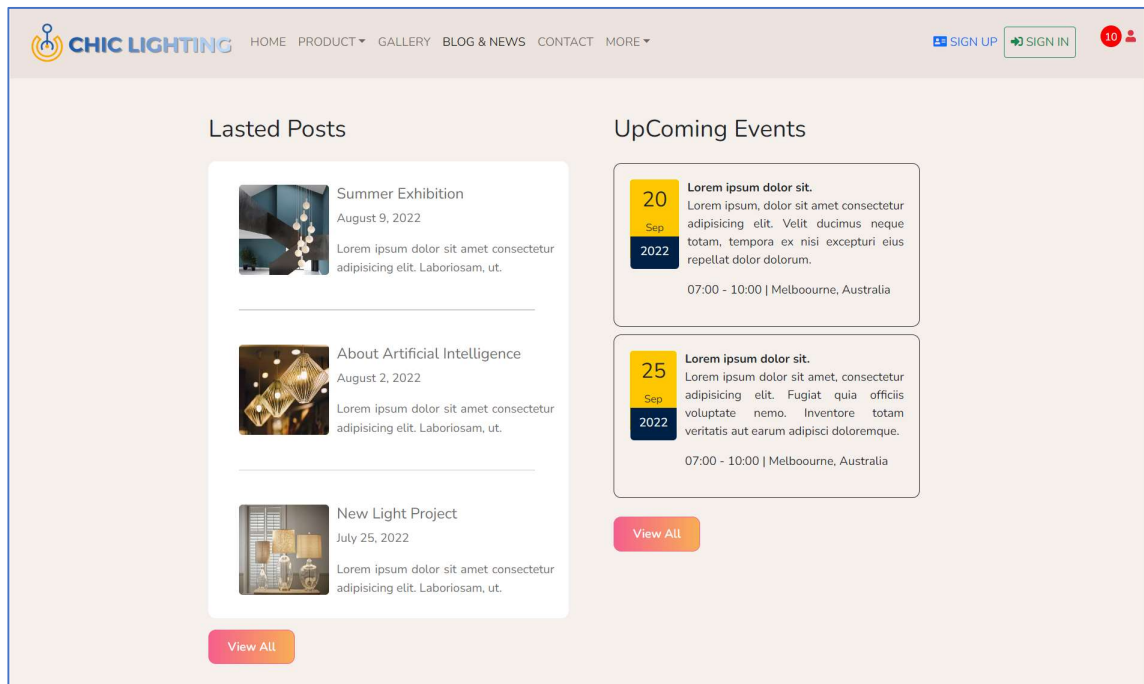 CHIC LIGHTING HOME PRODUCT GALLERY BLOG & NEWS CONTACT MORE SIGN UP SIGN IN 10
Lasted Posts
Summer Exhibition
August 9, 2022
Lorem ipsum dolor sit amet consectetur
adipisicing elit. Laboriosam, ut.
About Artificial Intelligence
August 2, 2022
Lorem ipsum dolor sit amet consectetur
adipisicing elit. Laboriosam, ut.
New Light Project
July 25, 2022
Lorem ipsum dolor sit amet consectetur
adipisicing elit. Laboriosam, ut.
View All
UpComing Events
20
Sep
2022
Lorem ipsum dolor sit.
Lorem ipsum, dolor sit amet consectetur
adipisicing elit. Velit ducimus neque
totam, tempora ex nisi excepturi eius
repellat dolor dolorum.
07:00 - 10:00 | Melboourne, Australia
25
Sep
2022
Lorem ipsum dolor sit.
Lorem ipsum dolor sit amet, consectetur
adipisicing elit. Fugiat quia officiis
voluptate nemo. Inventore totam
veritatis aut earum adipisci doloremque.
07:00 - 10:00 | Melboourne, Australia
View All